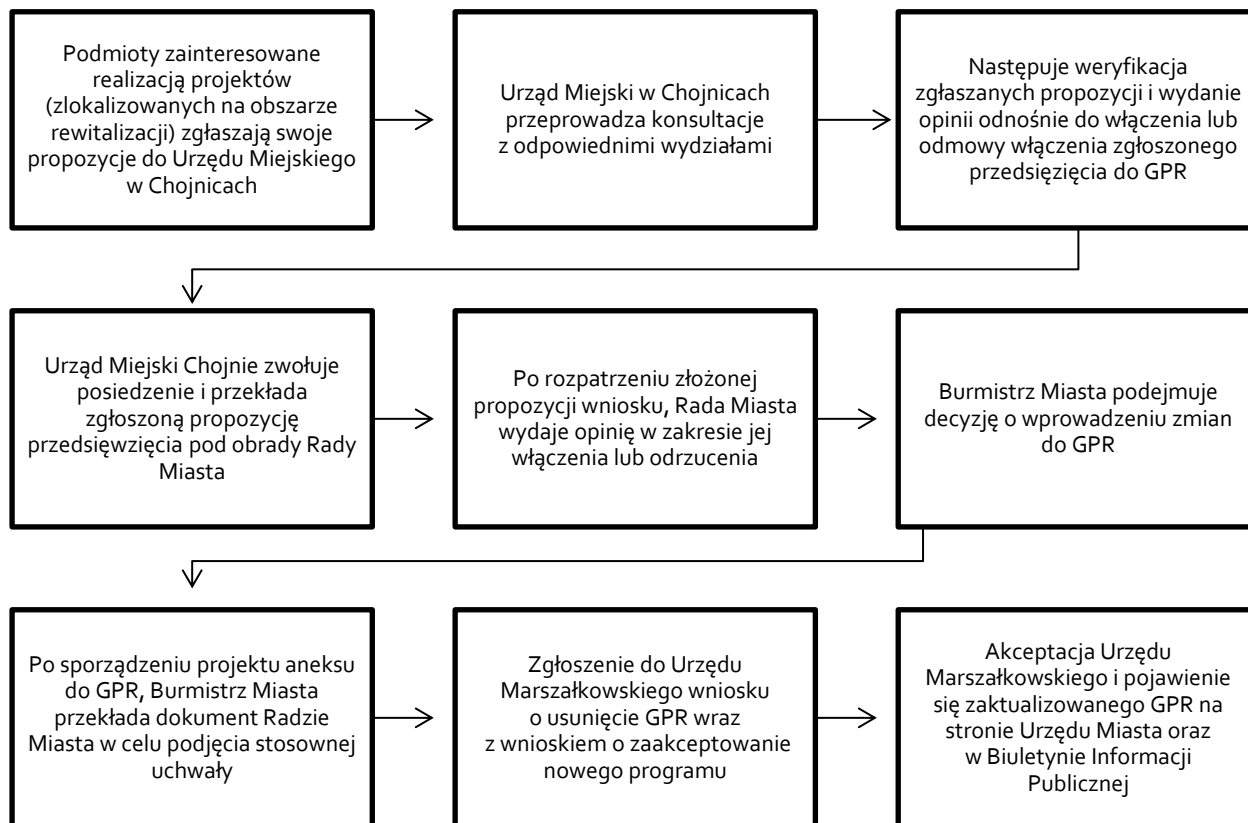 Podmioty zainteresowane
realizacją projektów
(zlokalizowanych na obszarze
rewitalizacji) zgłaszają swoje
propozycje do Urzędu Miejskiego
w Chojnicach
Urząd Miejski w Chojnicach
przeprowadza konsultacje
z odpowiednimi wydziałami
Następuje weryfikacja
zgłaszanych propozycji i wydanie
opinii odnośnie do włączenia lub
odmowy włączenia zgłoszonego
przedsięzięcia do GPR
Urząd Miejski Chojnie zwołuje
posiedzenie i przekłada
zgłoszoną propozycję
przedsięwzięcia pod obrady Rady
Miasta
Po rozpatrzeniu złożonej
propozycji wniosku, Rada Miasta
wydaje opinię w zakresie jej
włączenia lub odrzucenia
Burmistrz Miasta podejmuje
decyzję o wprowadzeniu zmian
do GPR
Po sporządzeniu projektu aneksu
do GPR, Burmistrz Miasta
przekłada dokument Radzie
Miasta w celu podjęcia stosownej
uchwały
Zgłoszenie do Urzędu
Marszałkowskiego wniosku
o usunięcie GPR wraz
z wnioskiem o zaakceptowanie
nowego programu
Akceptacja Urzędu
Marszałkowskiego i pojawienie
się zaktualizowanego GPR na
stronie Urzędu Miasta oraz
w Biuletynie Informacji
Publicznej